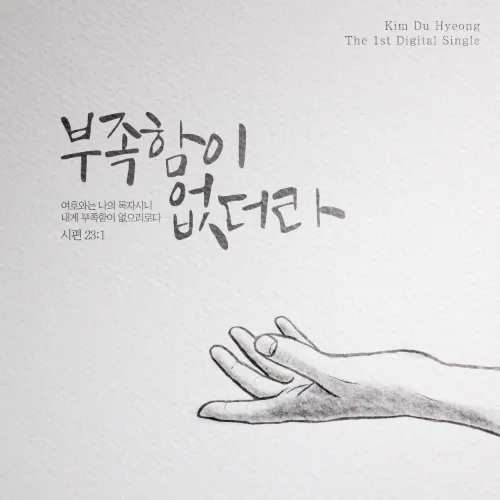 Kim Du Hyeong
The 1st Digital Single
부족함이
없더라
여호와는 나의 목자시니
내게 부족함이 없으리로다
시편 23:1